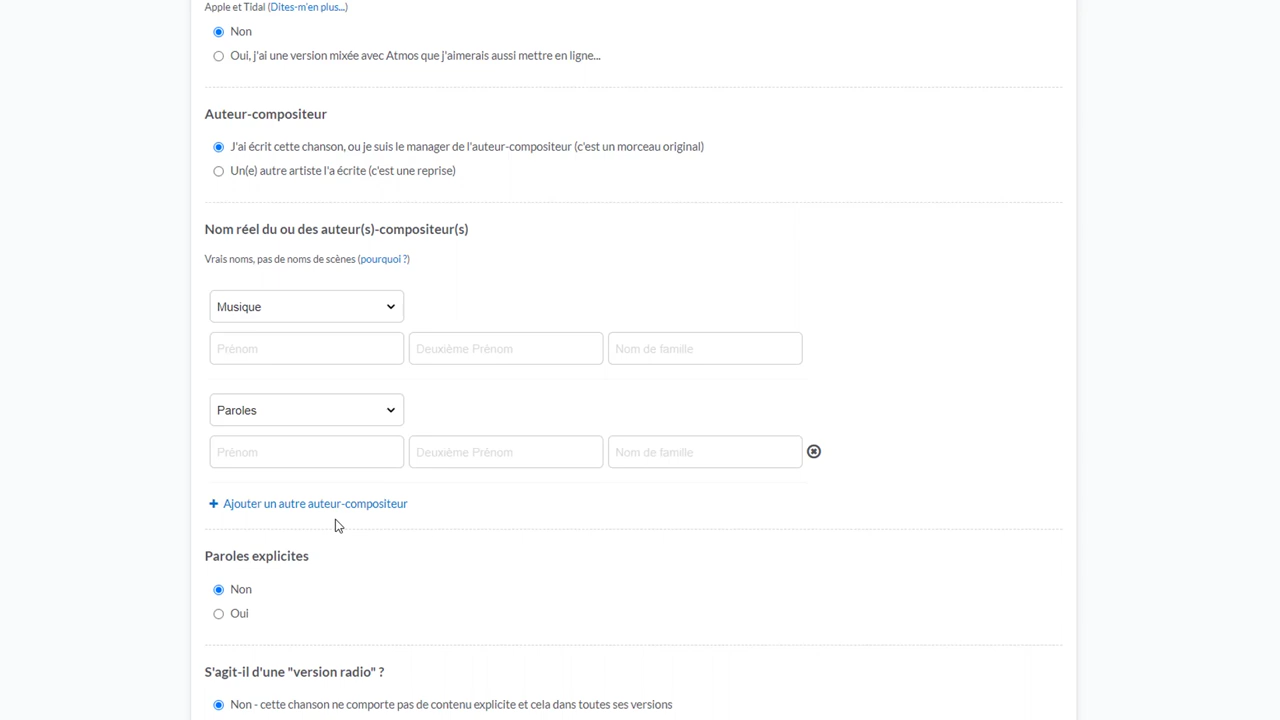 Apple et Tidal (Dites-m'en plus...)
Non
Oui, j'ai une version mixée avec Atmos que j'aimerais aussi mettre en ligne...
Auteur-compositeur
J'ai écrit cette chanson, ou je suis le manager de l'auteur-compositeur (c'est un morceau original)
Un(e) autre artiste l'a écrite (c'est une reprise)
Nom réel du ou des auteur(s)-compositeur(s)
Vrais noms, pas de noms de scènes (pourquoi ?)
Musique
Prénom Deuxième Prénom Nom de famille
Paroles
Prénom Deuxième Prénom Nom de famille
+ Ajouter un autre auteur-compositeur
Paroles explicites
Non
Oui
S'agit-il d'une "version radio" ?
Non - cette chanson ne comporte pas de contenu explicite et cela dans toutes ses versions